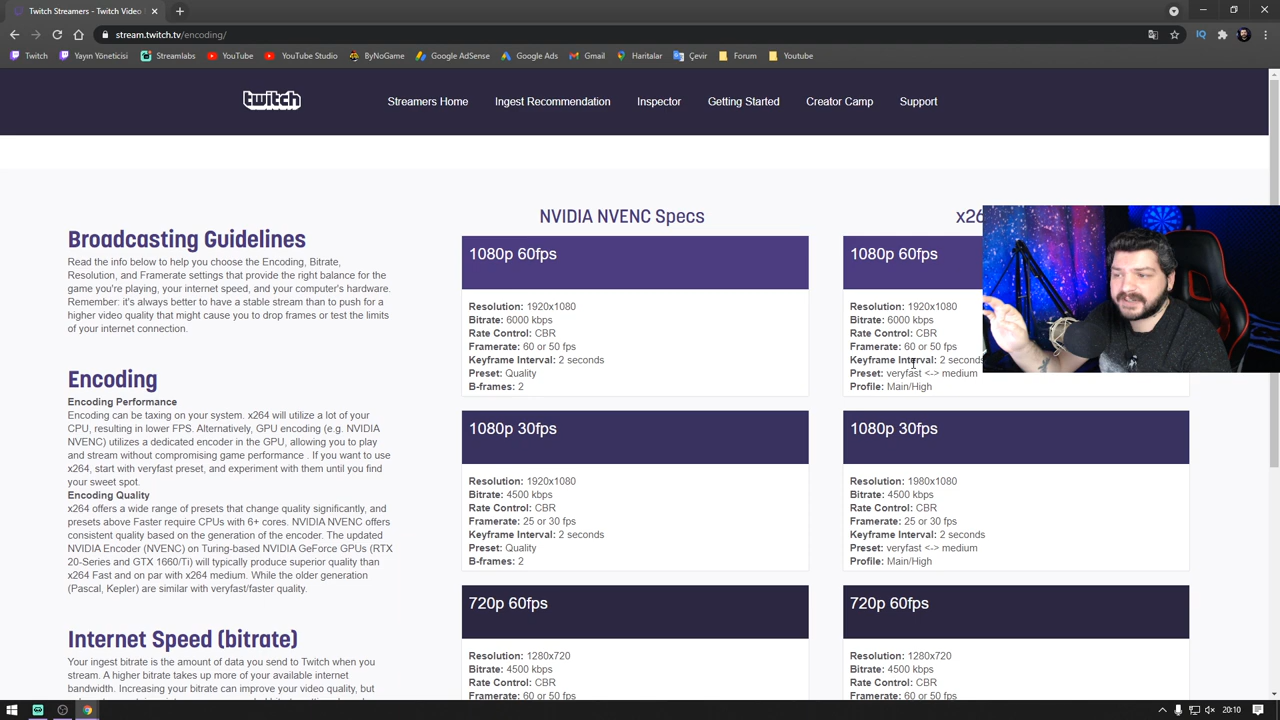 Twitch Streamers - Twitch Video
stream.twitch.tv/encoding/
Twitch
Yayın Yöneticisi
Streamlabs
YouTube
YouTube Studio
ByNoGame
Google AdSense
Google Ads
Gmail
Haritalar
Çevir
Forum
Youtube
twitch
Streamers Home
Ingest Recommendation
Inspector
Getting Started
Creator Camp
Support
Broadcasting Guidelines
Read the info below to help you choose the Encoding, Bitrate,
Resolution, and Framerate settings that provide the right balance for the
game you're playing, your internet speed, and your computer's hardware.
Remember: it's always better to have a stable stream than to push for a
higher video quality that might cause you to drop frames or test the limits
of your internet connection.
Encoding
Encoding Performance
Encoding can be taxing on your system. x264 will utilize a lot of your
CPU, resulting in lower FPS. Alternatively, GPU encoding (e.g. NVIDIA
NVENC) utilizes a dedicated encoder in the GPU, allowing you to play
and stream without compromising game performance . If you want to use
x264, start with veryfast preset, and experiment with them until you find
your sweet spot.
Encoding Quality
x264 offers a wide range of presets that change quality significantly, and
presets above Faster require CPUs with 6+ cores. NVIDIA NVENC offers
consistent quality based on the generation of the encoder. The updated
NVIDIA Encoder (NVENC) on Turing-based NVIDIA GeForce GPUs (RTX
20-Series and GTX 1660/Ti) will typically produce superior quality than
x264 Fast and on par with x264 medium. While the older generation
(Pascal, Kepler) are similar with veryfast/faster quality.
Internet Speed (bitrate)
Your ingest bitrate is the amount of data you send to Twitch when you
stream. A higher bitrate takes up more of your available internet
bandwidth. Increasing your bitrate can improve your video quality, but
NVIDIA NVENC Specs
1080p 60fps
Resolution: 1920x1080
Bitrate: 6000 kbps
Rate Control: CBR
Framerate: 60 or 50 fps
Keyframe Interval: 2 seconds
Preset: Quality
B-frames: 2
1080p 30fps
Resolution: 1920x1080
Bitrate: 4500 kbps
Rate Control: CBR
Framerate: 25 or 30 fps
Keyframe Interval: 2 seconds
Preset: Quality
B-frames: 2
720p 60fps
Resolution: 1280x720
Bitrate: 4500 kbps
Rate Control: CBR
Framerate: 60 or 50 fps
1080p 60fps
Resolution: 1920x1080
Bitrate: 6000 kbps
Rate Control: CBR
Framerate: 60 or 50 fps
Keyframe Interval: 2 seconds
Preset: veryfast <-> medium
Profile: Main/High
1080p 30fps
Resolution: 1980x1080
Bitrate: 4500 kbps
Rate Control: CBR
Framerate: 25 or 30 fps
Keyframe Interval: 2 seconds
Preset: veryfast <-> medium
Profile: Main/High
720p 60fps
Resolution: 1280x720
Bitrate: 4500 kbps
Rate Control: CBR
Framerate: 60 or 50 fps
20:10